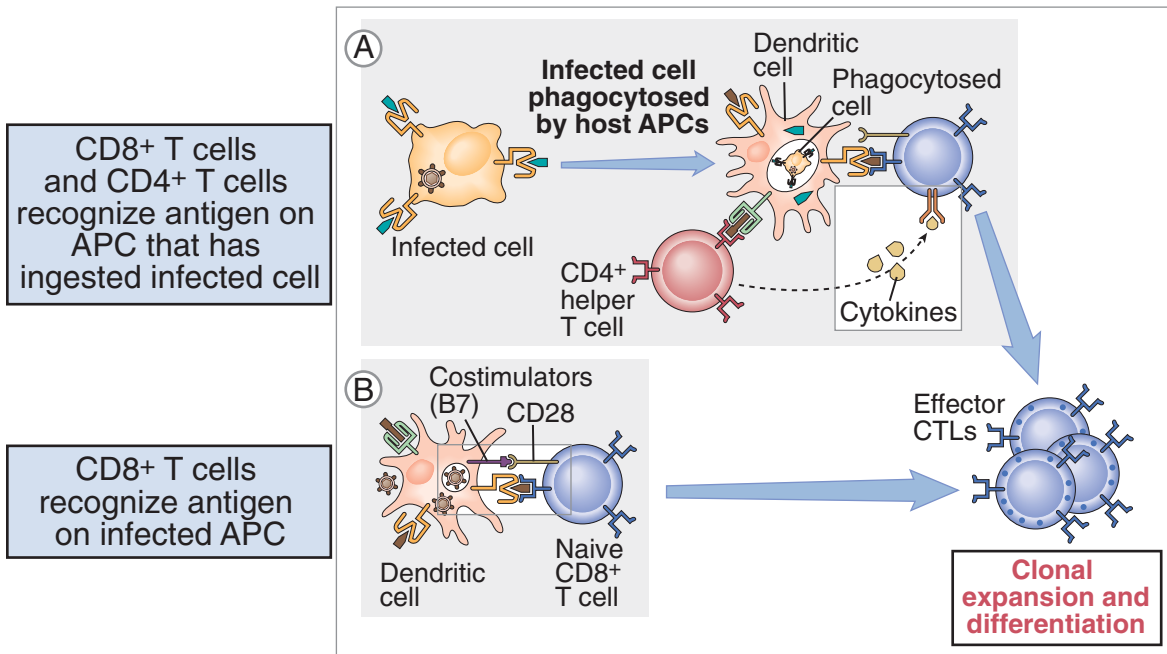 CD8+ T cells
and CD4+ T cells
recognize antigen on
APC that has
ingested infected cell
A
Infected cell
phagocytosed
by host APCs
Dendritic
cell
Phagocytosed
cell
Infected cell
CD4+
helper
T cell
Cytokines
CD8+ T cells
recognize antigen
on infected APC
B
Costimulators
(B7)
CD28
Dendritic
cell
Naive
CD8+
T cell
Effector
CTLs
Clonal
expansion and
differentiation